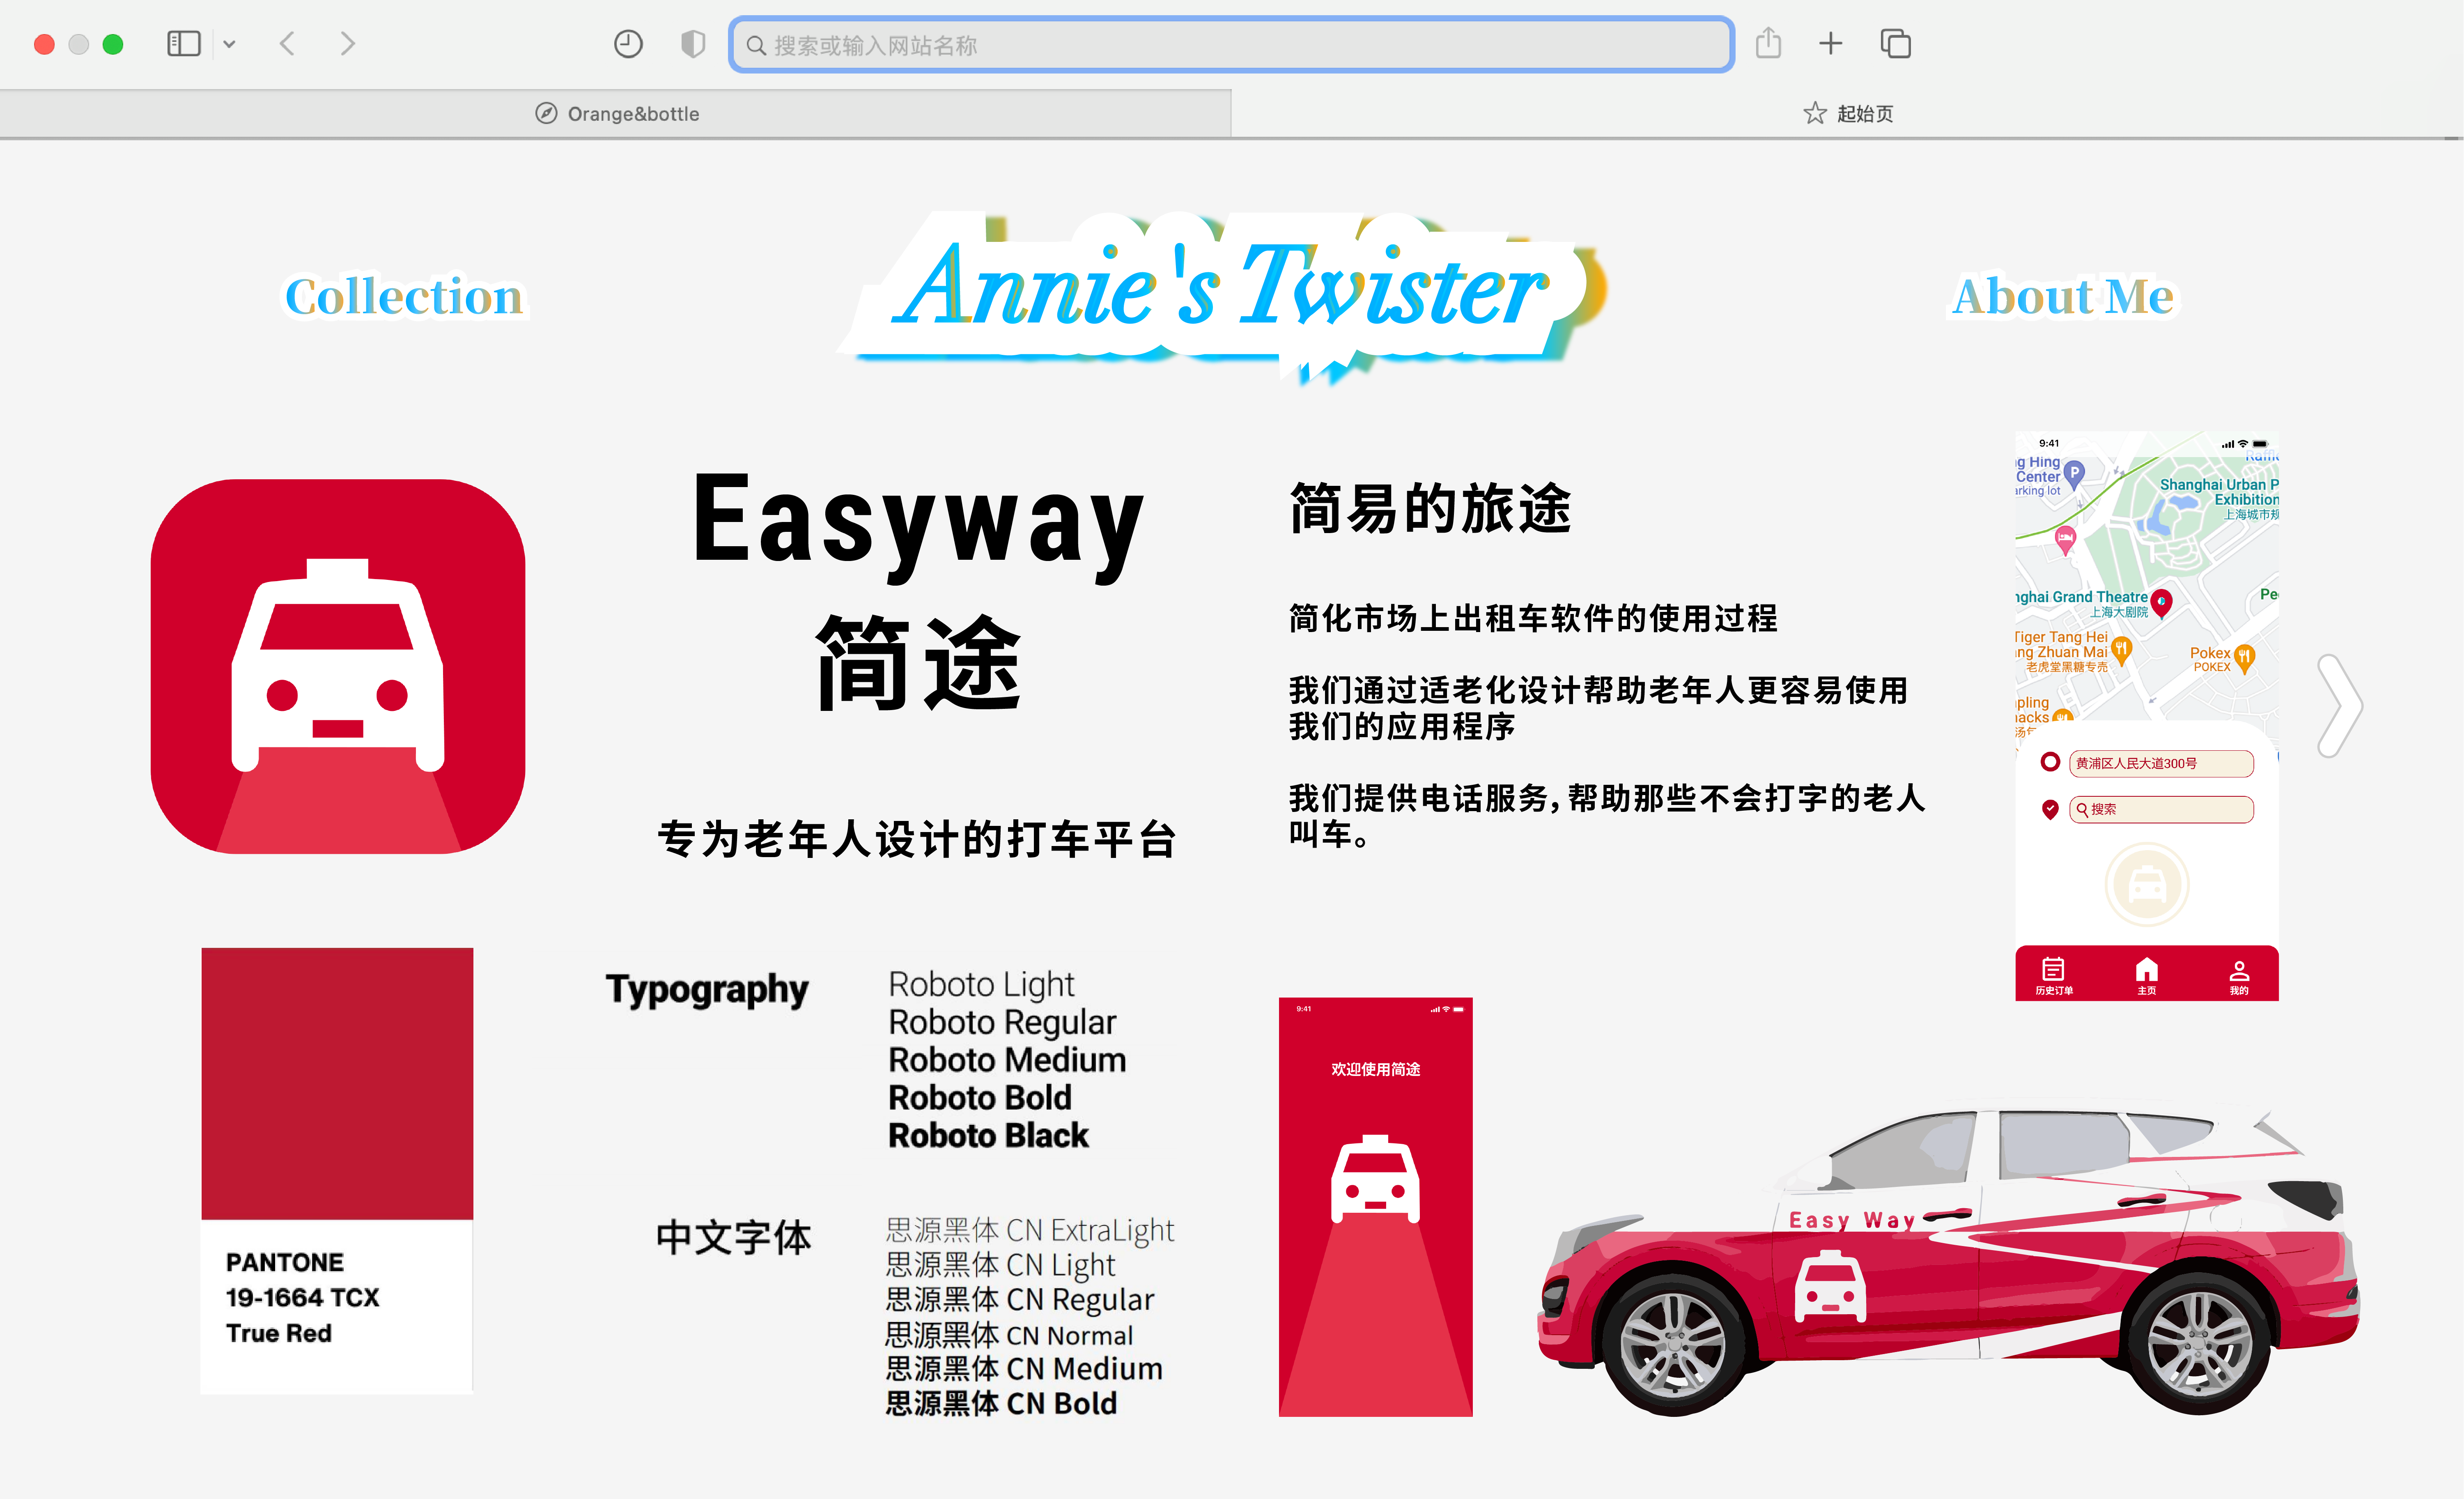 搜索或输入网站名称
Orange&bottle
起始页
Collection
Annie's Twister
About Me
Easyway
简途
专为老年人设计的打车平台
简易的旅途
简化市场上出租车软件的使用过程
我们通过适老化设计帮助老年人更容易使用
我们的应用程序
我们提供电话服务，帮助那些不会打字的老人
叫车。
9:41
g Hing
Center
arking lot
P
Shanghai Urban P
Exhibition
上海城市规
nghai Grand Theatre
上海大剧院
Pe
Tiger Tang Hei
ng Zhuan Mai
老虎堂黑糖专卖
Pokex
POKEX
pling
nacks
黄浦区人民大道300号
搜索
历史订单
主页
我的
PANTONE
19-1664 TCX
True Red
Typography
Roboto Light
Roboto Regular
Roboto Medium
Roboto Bold
Roboto Black
中文字体
思源黑体 CN ExtraLight
思源黑体 CN Light
思源黑体 CN Regular
思源黑体 CN Normal
思源黑体 CN Medium
思源黑体 CN Bold
9:41
欢迎使用简途
Easy Way